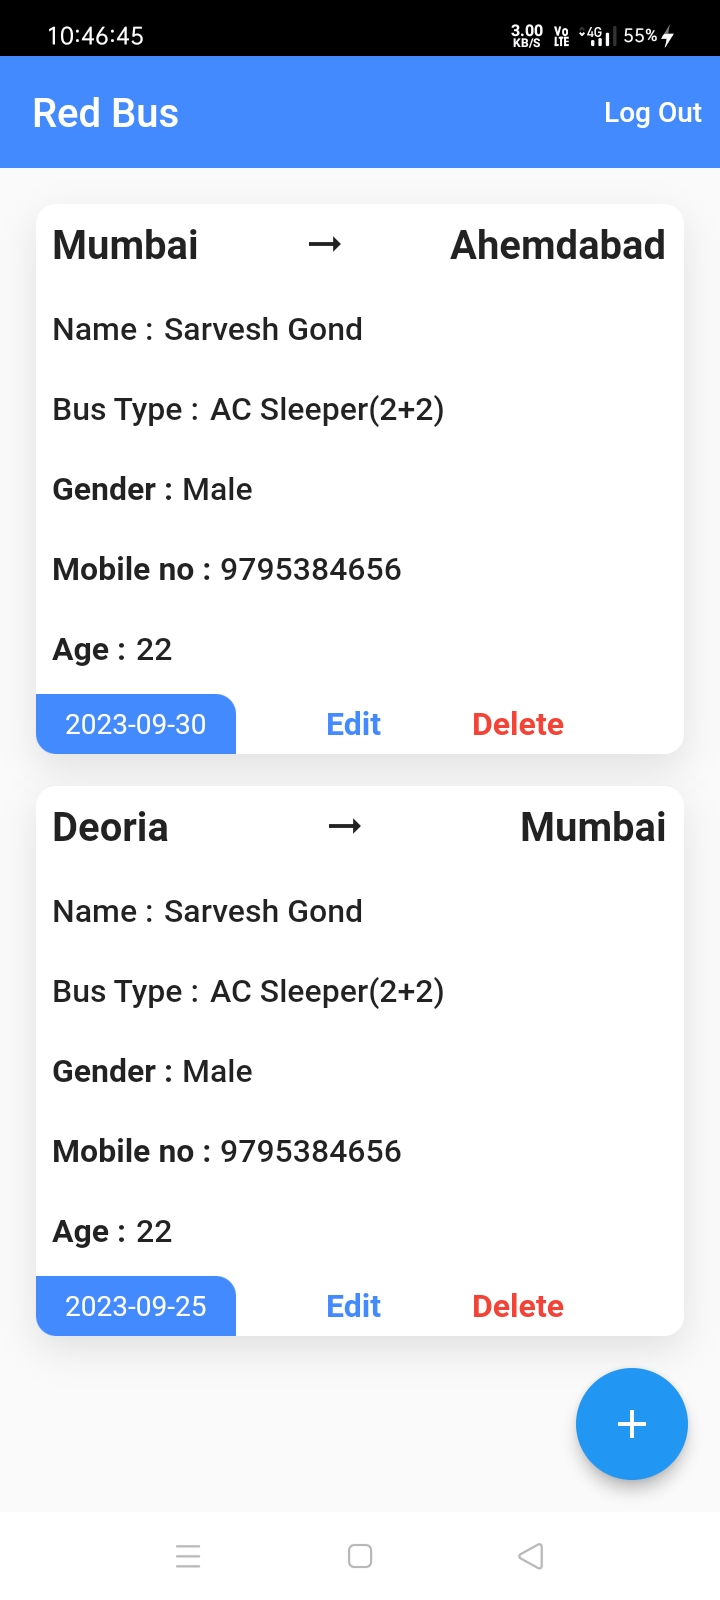 10:46:45 3.00 KB/S Vo LTE 4G 55%
Red Bus Log Out
Mumbai → Ahemdabad
Name : Sarvesh Gond
Bus Type : AC Sleeper(2+2)
Gender : Male
Mobile no : 9795384656
Age : 22
2023-09-30 Edit Delete
Deoria → Mumbai
Name : Sarvesh Gond
Bus Type : AC Sleeper(2+2)
Gender : Male
Mobile no : 9795384656
Age : 22
2023-09-25 Edit Delete
+